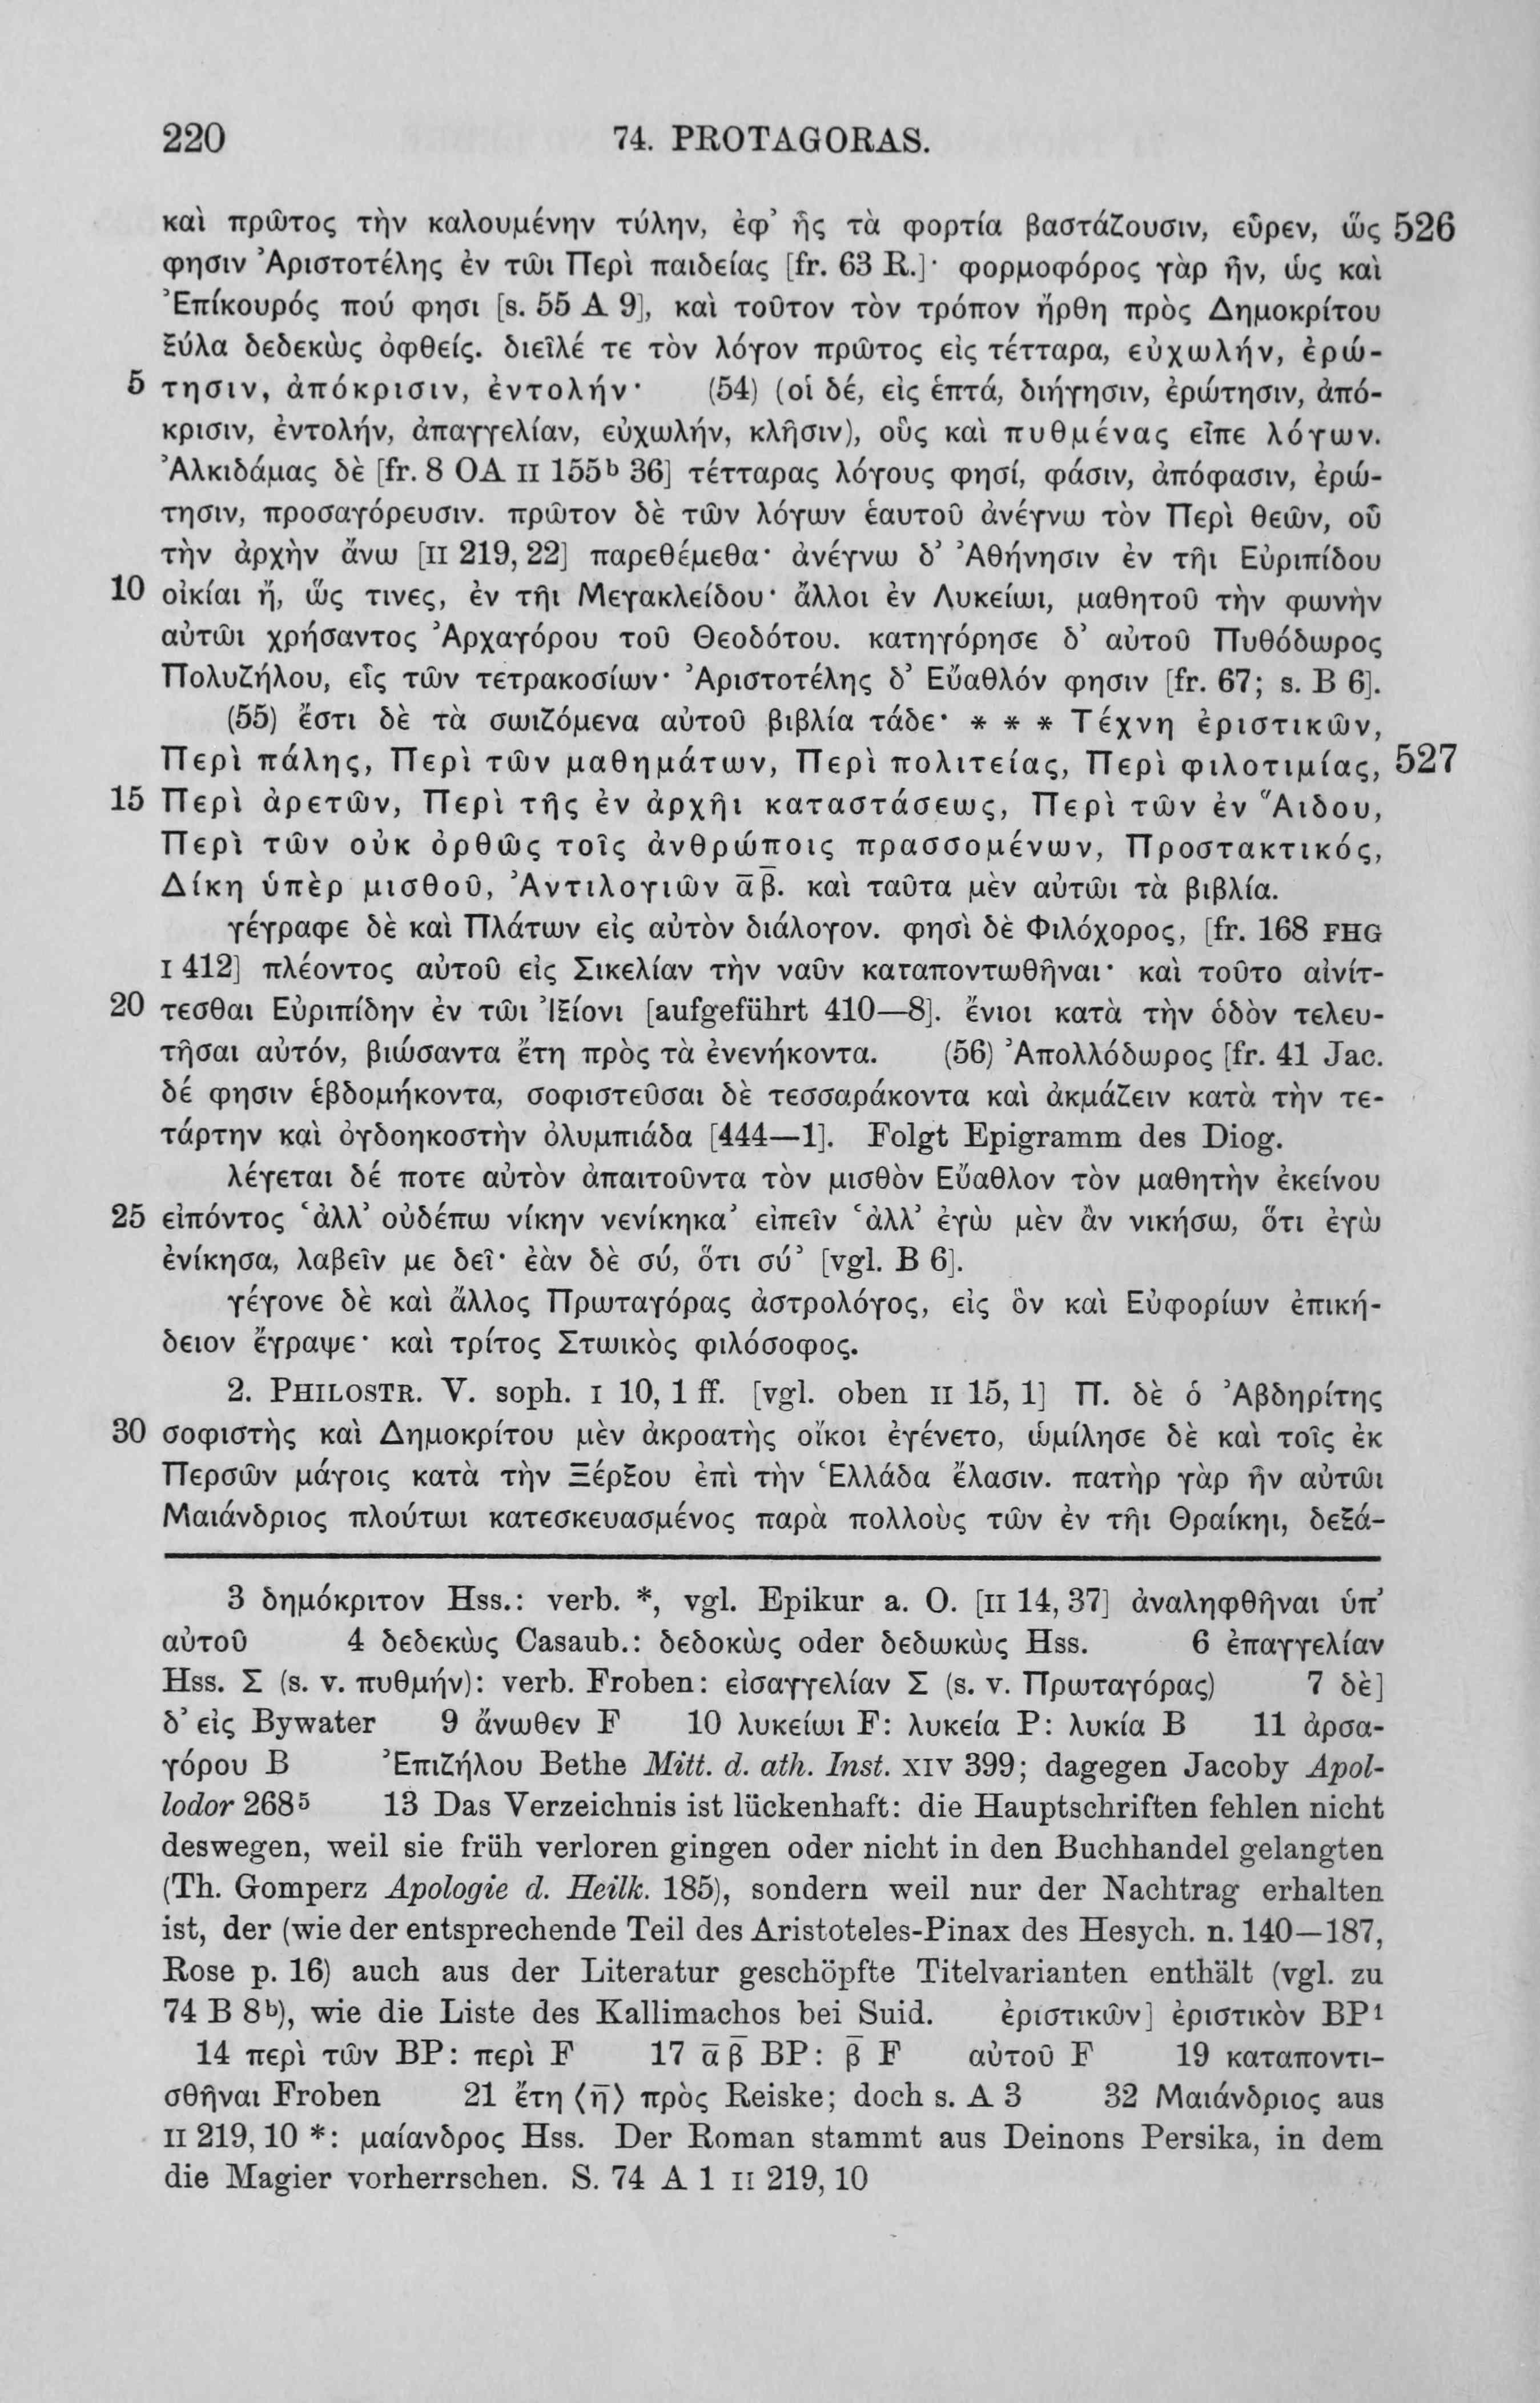 220 74. PROTAGORAS.
καὶ πρῶτος τὴν καλουμένην τύλην, ἐφ’ ἧς τὰ φορτία βαστάζουσιν, εὗρεν, ὥς 526
φησιν Ἀριστοτέλης ἐν τῶι Περὶ παιδείας [fr. 63 R.]· φορμοφόρος γὰρ ἦν, ὡς καὶ
Ἐπίκουρός πού φησι [s. 55 A 9], καὶ τοῦτον τὸν τρόπον ἤρθη πρὸς Δημοκρίτου
ξύλα δεδεκὼς ὀφθείς. διεῖλέ τε τὸν λόγον πρῶτος εἰς τέτταρα, εὐχωλήν, ἐρώ-
5 τησιν, ἀπόκρισιν, ἐντολήν· (54) (οἱ δέ, εἰς ἑπτά, διήγησιν, ἐρώτησιν, ἀπό-
κρισιν, ἐντολήν, ἀπαγγελίαν, εὐχωλήν, κλῆσιν), οὓς καὶ πυθμένας εἶπε λόγων.
Ἀλκιδάμας δὲ [fr. 8 OA II 155ᵇ 36] τέτταρας λόγους φησί, φάσιν, ἀπόφασιν, ἐρώ-
τησιν, προσαγόρευσιν. πρῶτον δὲ τῶν λόγων ἑαυτοῦ ἀνέγνω τὸν Περὶ θεῶν, οὗ
τὴν ἀρχὴν ἄνω [II 219, 22] παρεθέμεθα· ἀνέγνω δ’ Ἀθήνησιν ἐν τῆι Εὐριπίδου
10 οἰκίαι ἤ, ὥς τινες, ἐν τῆι Μεγακλείδου· ἄλλοι ἐν Λυκείωι, μαθητοῦ τὴν φωνὴν
αὐτῶι χρήσαντος Ἀρχαγόρου τοῦ Θεοδότου. κατηγόρησε δ’ αὐτοῦ Πυθόδωρος
Πολυζήλου, εἷς τῶν τετρακοσίων· Ἀριστοτέλης δ’ Εὔαθλόν φησιν [fr. 67; s. B 6].
(55) ἔστι δὲ τὰ σωιζόμενα αὐτοῦ βιβλία τάδε· * * * Τέχνη ἐριστικῶν,
Περὶ πάλης, Περὶ τῶν μαθημάτων, Περὶ πολιτείας, Περὶ φιλοτιμίας, 527
15 Περὶ ἀρετῶν, Περὶ τῆς ἐν ἀρχῆι καταστάσεως, Περὶ τῶν ἐν Ἅιδου,
Περὶ τῶν οὐκ ὀρθῶς τοῖς ἀνθρώποις πρασσομένων, Προστακτικός,
Δίκη ὑπὲρ μισθοῦ, Ἀντιλογιῶν α̅ β̅. καὶ ταῦτα μὲν αὐτῶι τὰ βιβλία.
γέγραφε δὲ καὶ Πλάτων εἰς αὐτὸν διάλογον. φησὶ δὲ Φιλόχορος, [fr. 168 FHG
I 412] πλέοντος αὐτοῦ εἰς Σικελίαν τὴν ναῦν καταποντωθῆναι· καὶ τοῦτο αἰνίτ-
20 τεσθαι Εὐριπίδην ἐν τῶι Ἰξίονι [aufgeführt 410—8]. ἔνιοι κατὰ τὴν ὁδὸν τελευ-
τῆσαι αὐτόν, βιώσαντα ἔτη πρὸς τὰ ἐνενήκοντα. (56) Ἀπολλόδωρος [fr. 41 Jac.
δέ φησιν ἑβδομήκοντα, σοφιστεῦσαι δὲ τεσσαράκοντα καὶ ἀκμάζειν κατὰ τὴν τε-
τάρτην καὶ ὀγδοηκοστὴν ὀλυμπιάδα [444—1]. Folgt Epigramm des Diog.
λέγεται δέ ποτε αὐτὸν ἀπαιτοῦντα τὸν μισθὸν Εὔαθλον τὸν μαθητὴν ἐκείνου
25 εἰπόντος ‘ἀλλ’ οὐδέπω νίκην νενίκηκα’ εἰπεῖν ‘ἀλλ’ ἐγὼ μὲν ἂν νικήσω, ὅτι ἐγὼ
ἐνίκησα, λαβεῖν με δεῖ· ἐὰν δὲ σύ, ὅτι σύ’ [vgl. B 6].
γέγονε δὲ καὶ ἄλλος Πρωταγόρας ἀστρολόγος, εἰς ὃν καὶ Εὐφορίων ἐπική-
δειον ἔγραψε· καὶ τρίτος Στωικὸς φιλόσοφος.
2. PHILOSTR. V. soph. I 10, 1 ff. [vgl. oben II 15, 1] Π. δὲ ὁ Ἀβδηρίτης
30 σοφιστὴς καὶ Δημοκρίτου μὲν ἀκροατὴς οἴκοι ἐγένετο, ὡμίλησε δὲ καὶ τοῖς ἐκ
Περσῶν μάγοις κατὰ τὴν Ξέρξου ἐπὶ τὴν Ἑλλάδα ἔλασιν. πατὴρ γὰρ ἦν αὐτῶι
Μαιάνδριος πλούτωι κατεσκευασμένος παρὰ πολλοὺς τῶν ἐν τῆι Θραίκηι, δεξά-
3 δημόκριτον Hss.: verb. *, vgl. Epikur a. O. [II 14, 37] ἀναληφθῆναι ὑπ’
αὐτοῦ 4 δεδεκὼς Casaub.: δεδοκὼς oder δεδωκὼς Hss. 6 ἐπαγγελίαν
Hss. Σ (s. v. πυθμήν): verb. Froben: εἰσαγγελίαν Σ (s. v. Πρωταγόρας) 7 δὲ]
δ’ εἰς Bywater 9 ἄνωθεν F 10 λυκείωι F: λυκεία P: λυκία B 11 ἀρσα-
γόρου B Ἐπιζήλου Bethe Mitt. d. ath. Inst. XIV 399; dagegen Jacoby Apol-
lodor 268⁵ 13 Das Verzeichnis ist lückenhaft: die Hauptschriften fehlen nicht
deswegen, weil sie früh verloren gingen oder nicht in den Buchhandel gelangten
(Th. Gomperz Apologie d. Heilk. 185), sondern weil nur der Nachtrag erhalten
ist, der (wie der entsprechende Teil des Aristoteles-Pinax des Hesych. n. 140—187,
Rose p. 16) auch aus der Literatur geschöpfte Titelvarianten enthält (vgl. zu
74 B 8ᵇ), wie die Liste des Kallimachos bei Suid. ἐριστικῶν] ἐριστικὸν BP¹
14 περὶ τῶν BP: περὶ F 17 α̅ β̅ BP: β̅ F αὐτοῦ F 19 καταποντι-
σθῆναι Froben 21 ἔτη ⟨η̅⟩ πρὸς Reiske; doch s. A 3 32 Μαιάνδριος aus
II 219, 10 *: μαίανδρος Hss. Der Roman stammt aus Deinons Persika, in dem
die Magier vorherrschen. S. 74 A 1 II 219, 10